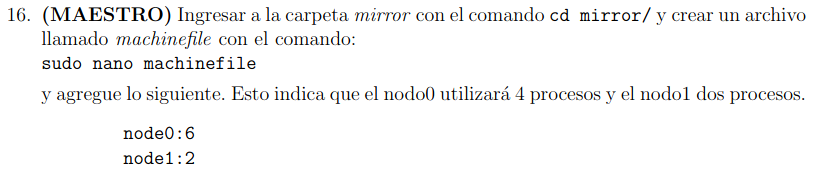 16. (MAESTRO) Ingresar a la carpeta mirror con el comando cd mirror/ y crear un archivo
llamado machinefile con el comando:
sudo nano machinefile
y agregue lo siguiente. Esto indica que el nodo0 utilizará 4 procesos y el nodo1 dos procesos.
node0:6
node1:2